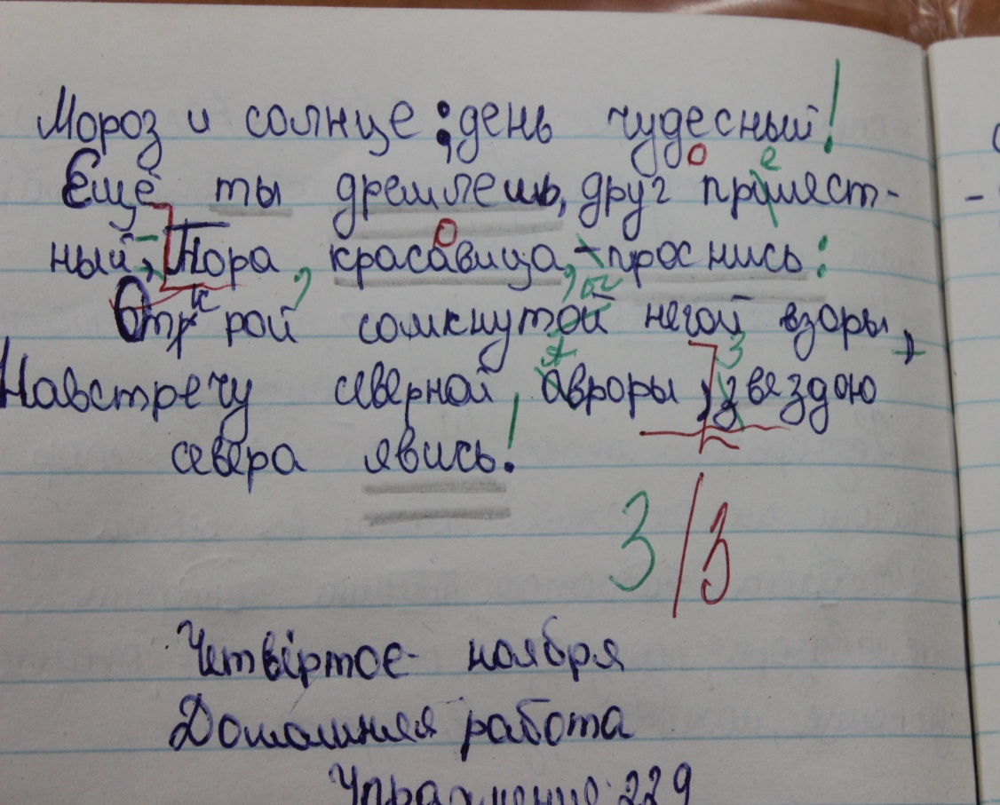 Мороз и солнце; день чудесный!
Ещё ты дремлешь, друг прелест-
ный, – Пора, красавица, проснись:
Открой сомкнуты негой взоры,
Навстречу северной, Авроры, звездою
севера явись!
3/3
Четвёртое ноября
Домашняя работа
Упражнение 229